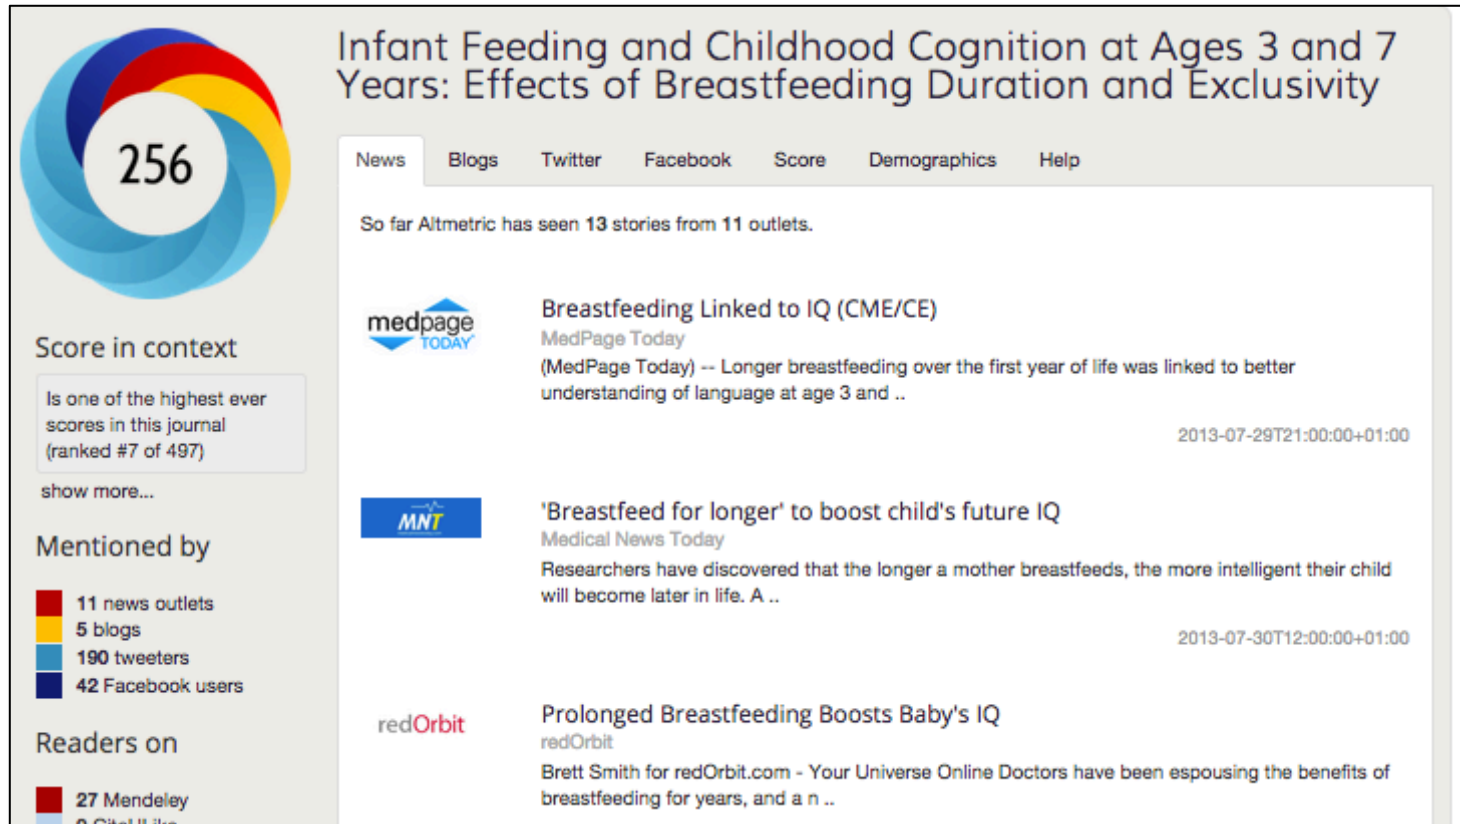 256
Infant Feeding and Childhood Cognition at Ages 3 and 7
Years: Effects of Breastfeeding Duration and Exclusivity
News Blogs Twitter Facebook Score Demographics Help
So far Altmetric has seen 13 stories from 11 outlets.
medpage
TODAY
Breastfeeding Linked to IQ (CME/CE)
MedPage Today
(MedPage Today) -- Longer breastfeeding over the first year of life was linked to better
understanding of language at age 3 and ..
2013-07-29T21:00:00+01:00
MNT
'Breastfeed for longer' to boost child's future IQ
Medical News Today
Researchers have discovered that the longer a mother breastfeeds, the more intelligent their child
will become later in life. A ..
2013-07-30T12:00:00+01:00
redOrbit
Prolonged Breastfeeding Boosts Baby's IQ
redOrbit
Brett Smith for redOrbit.com - Your Universe Online Doctors have been espousing the benefits of
breastfeeding for years, and a n ..
Score in context
Is one of the highest ever
scores in this journal
(ranked #7 of 497)
show more...
Mentioned by
11 news outlets
5 blogs
190 tweeters
42 Facebook users
Readers on
27 Mendeley